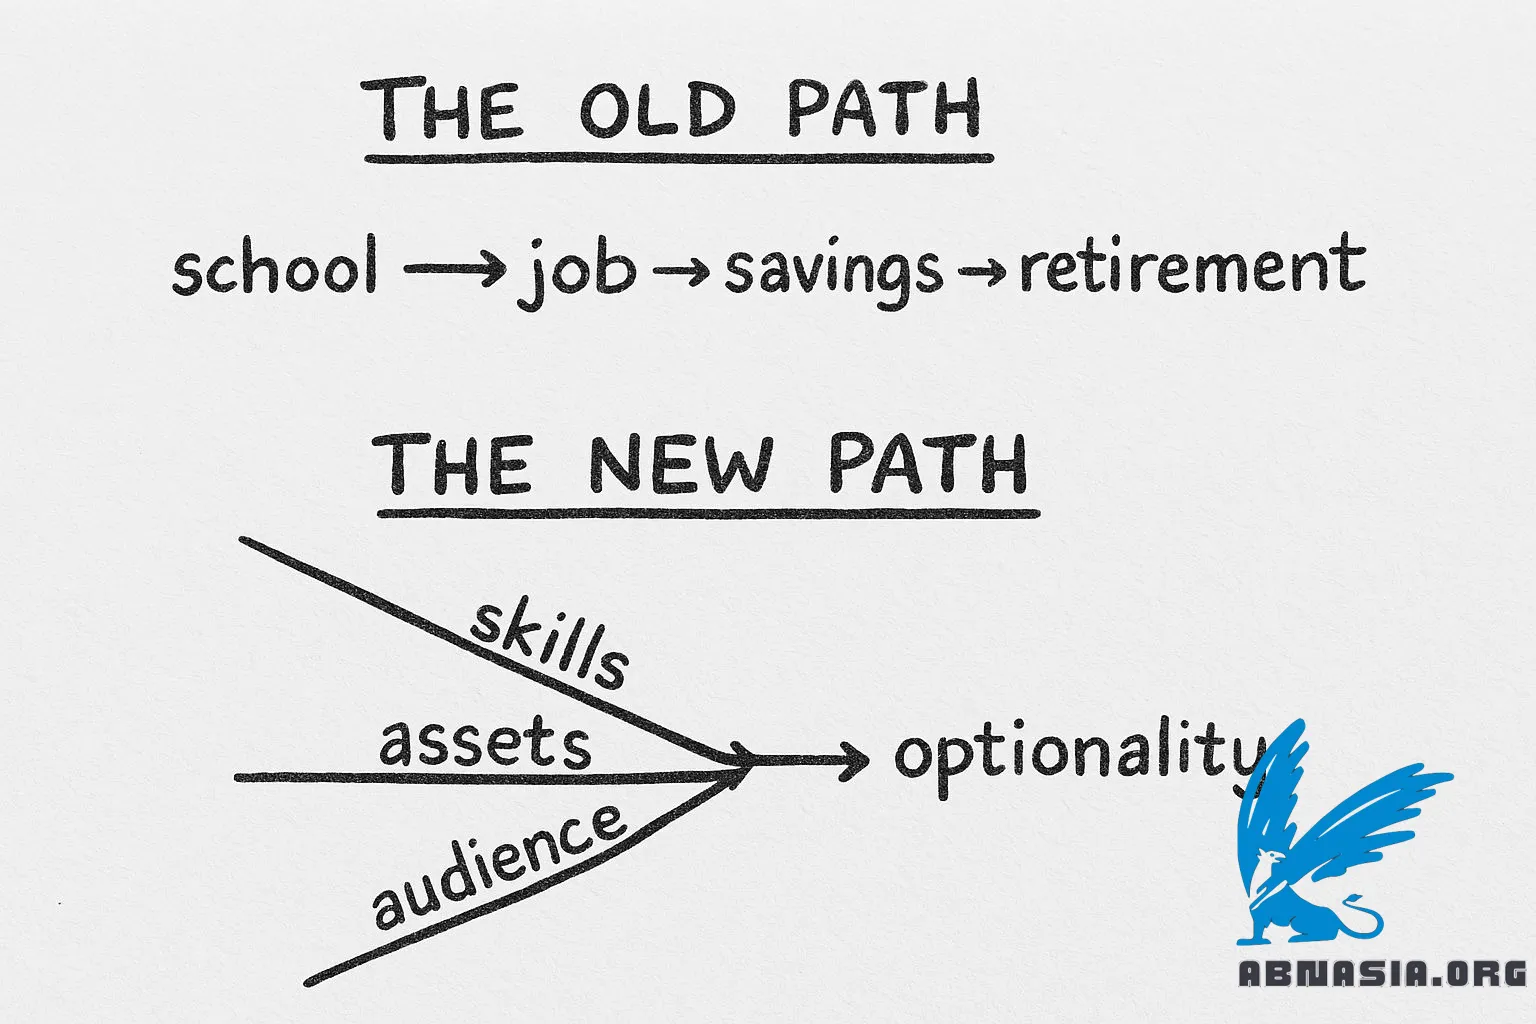 THE OLD PATH
school → job → savings → retirement
THE NEW PATH
skills
assets
audience
→ optionality
ABNASIA.ORG